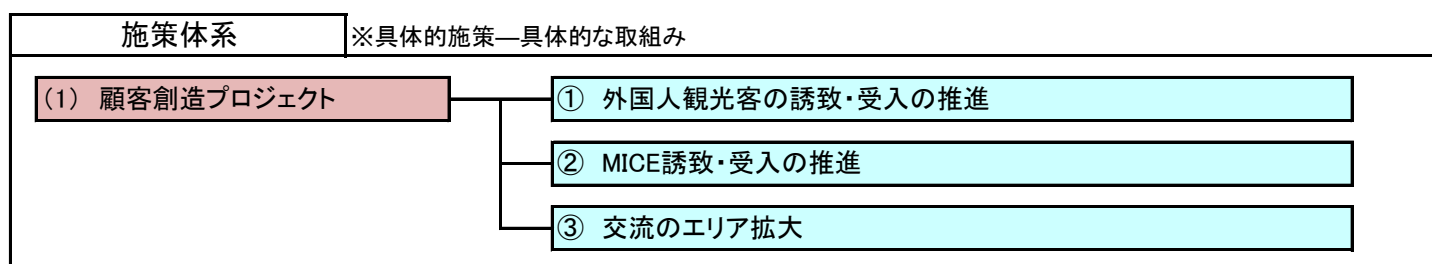 施策体系
※具体的施策―具体的な取組み
(1) 顧客創造プロジェクト
① 外国人観光客の誘致・受入の推進
② MICE誘致・受入の推進
③ 交流のエリア拡大